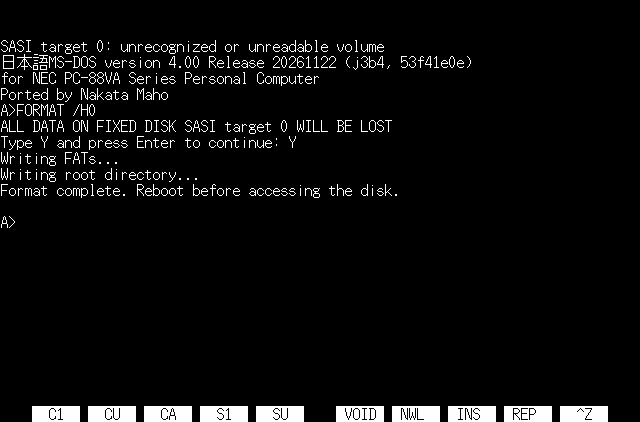 SASI target 0: unrecognized or unreadable volume
日本語MS-DOS version 4.00 Release 20261122 (j3b4, 53f41e0e)
for NEC PC-88VA Series Personal Computer
Ported by Nakata Maho
A>FORMAT /H0
ALL DATA ON FIXED DISK SASI target 0 WILL BE LOST
Type Y and press Enter to continue: Y
Writing FATs...
Writing root directory...
Format complete. Reboot before accessing the disk.
A>
C1 CU CA S1 SU VOID NWL INS REP ^Z